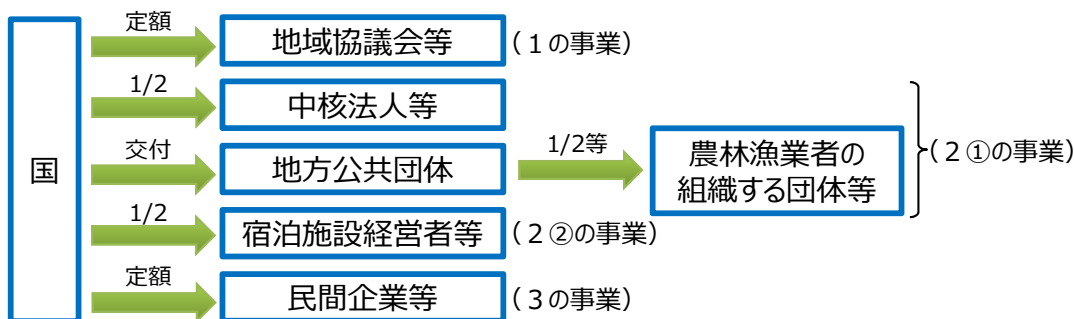 国
定額
地域協議会等
（１の事業）
1/2
中核法人等
交付
地方公共団体
1/2等
農林漁業者の
組織する団体等
（２①の事業）
1/2
宿泊施設経営者等
（２②の事業）
定額
民間企業等
（３の事業）